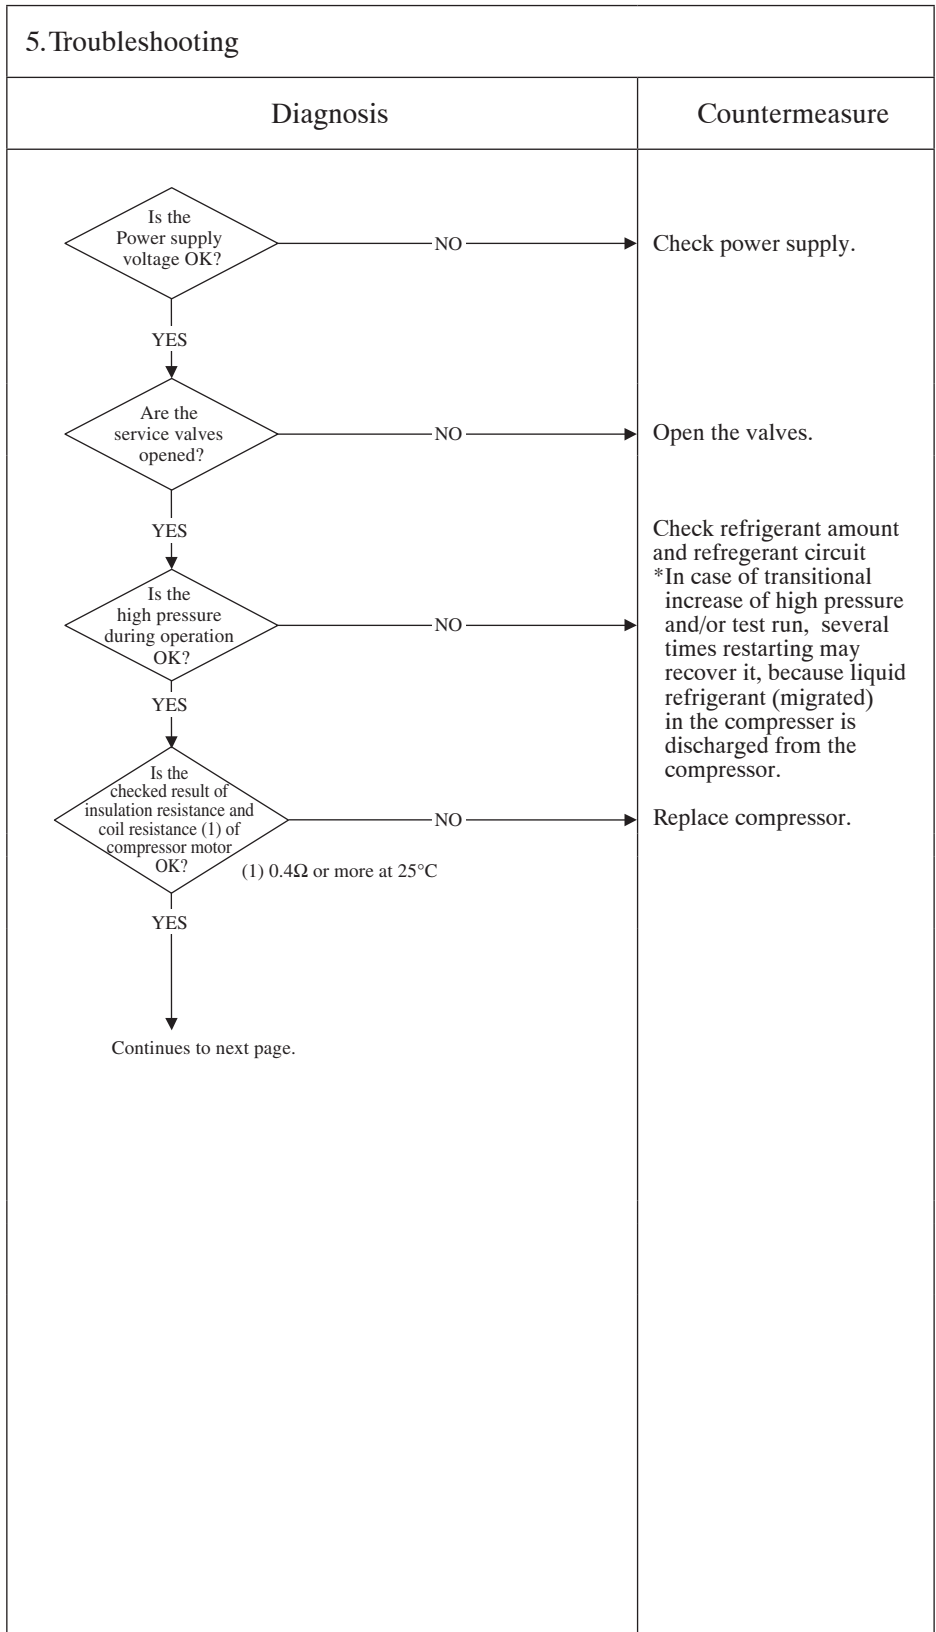 5.Troubleshooting
Diagnosis
Countermeasure
Is the
Power supply
voltage OK?
NO
Check power supply.
YES
Are the
service valves
opened?
NO
Open the valves.
YES
Is the
high pressure
during operation
OK?
NO
Check refrigerant amount
and refregerant circuit
*In case of transitional
increase of high pressure
and/or test run, several
times restarting may
recover it, because liquid
refrigerant (migrated)
in the compresser is
discharged from the
compressor.
YES
Is the
checked result of
insulation resistance and
coil resistance (1) of
compressor motor
OK?
NO
Replace compressor.
(1) 0.4Ω or more at 25°C
YES
Continues to next page.